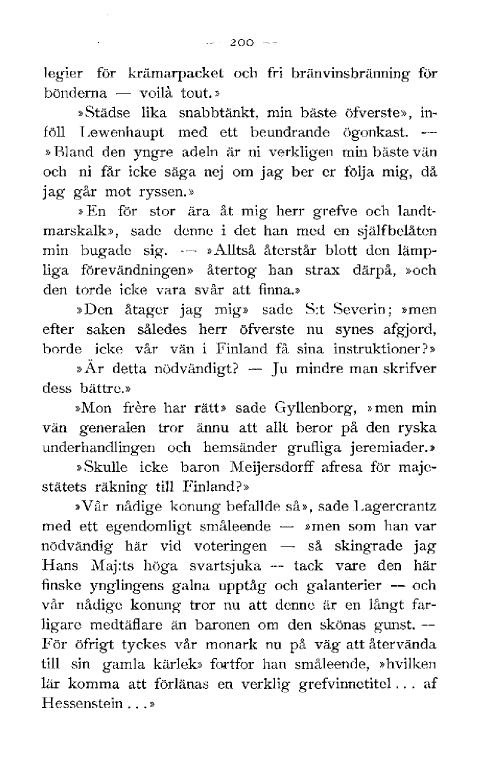 — 200 —
legier för krämarpacket och fri bränvinsbränning för
bönderna — voilà tout.»
»Städse lika snabbtänkt, min bäste öfverste», in-
föll Lewenhaupt med ett beundrande ögonkast. —
»Bland den yngre adeln är ni verkligen min bäste vän
och ni får icke säga nej om jag ber er följa mig, då
jag går mot ryssen.»
»En för stor ära åt mig herr grefve och landt-
marskalk», sade denne i det han med en själfbelåten
min bugade sig. — »Alltså återstår blott den lämp-
liga förevändningen» återtog han strax därpå, »och
den torde icke vara svår att finna.»
»Den åtager jag mig» sade S:t Severin; »men
efter saken således herr öfverste nu synes afgjord,
borde icke vår vän i Finland få sina instruktioner?»
»Är detta nödvändigt? — Ju mindre man skrifver
dess bättre.»
»Mon frère har rätt» sade Gyllenborg, »men min
vän generalen tror ännu att allt beror på den ryska
underhandlingen och hemsänder grufliga jeremiader.»
»Skulle icke baron Meijersdorff afresa för maje-
stätets räkning till Finland?»
»Vår nådige konung befallde så», sade Lagercrantz
med ett egendomligt småleende — »men som han var
nödvändig här vid voteringen — så skingrade jag
Hans Maj:ts höga svartsjuka — tack vare den här
finske ynglingens galna upptåg och galanterier — och
vår nådige konung tror nu att denne är en långt far-
ligare medtäflare än baronen om den skönas gunst. —
För öfrigt tyckes vår monark nu på väg att återvända
till sin gamla kärlek» fortfor han småleende, »hvilken
lär komma att förlänas en verklig grefvinnetitel... af
Hessenstein...»